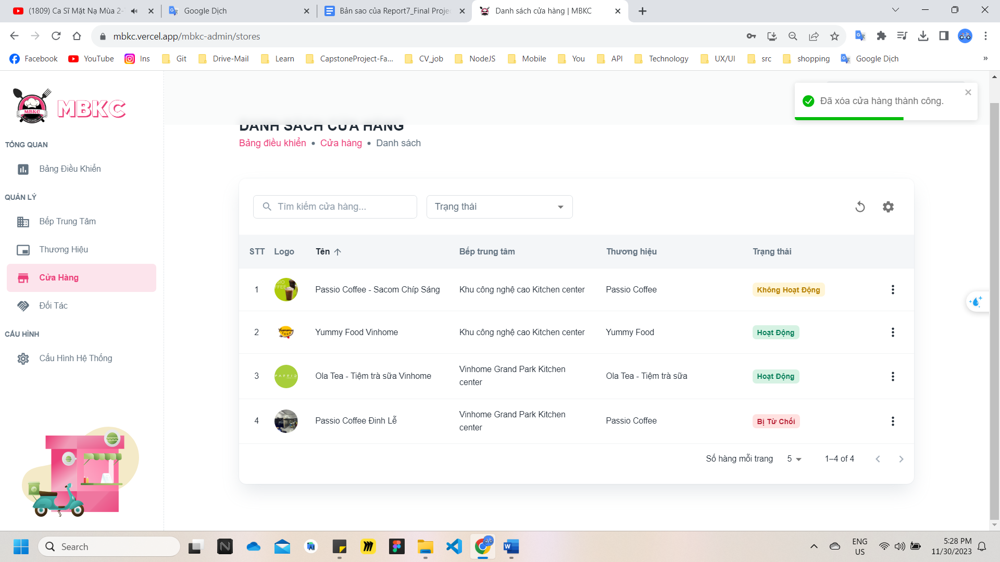 (1809) Ca Sĩ Mặt Nạ Mùa 2-
Google Dịch
Bản sao của Report7_Final Proje
Danh sách cửa hàng | MBKC
mbkc.vercel.app/mbkc-admin/stores
Facebook
YouTube
Ins
Git
Drive-Mail
Learn
CapstoneProject-Fa...
CV_job
NodeJS
Mobile
You
API
Technology
UX/UI
src
shopping
Google Dịch
»
MBKC
MBKC
Đã xóa cửa hàng thành công.
DANH SÁCH CỬA HÀNG
Bảng điều khiển • Cửa hàng • Danh sách
TỔNG QUAN
Bảng Điều Khiển
QUẢN LÝ
Bếp Trung Tâm
Thương Hiệu
Cửa Hàng
Đối Tác
CẤU HÌNH
Cấu Hình Hệ Thống
Tìm kiếm cửa hàng...
Trạng thái
STT Logo Tên Bếp trung tâm Thương hiệu Trạng thái
1 Passio Coffee - Sacom Chíp Sáng Khu công nghệ cao Kitchen center Passio Coffee Không Hoạt Động
2 Yummy Food Vinhome Khu công nghệ cao Kitchen center Yummy Food Hoạt Động
3 PASSIO Ola Tea - Tiệm trà sữa Vinhome Vinhome Grand Park Kitchen center Ola Tea - Tiệm trà sữa Hoạt Động
4 Passio Coffee Đinh Lễ Vinhome Grand Park Kitchen center Passio Coffee Bị Từ Chối
Số hàng mỗi trang 5 1–4 of 4
Search
ENG
US
5:28 PM
11/30/2023